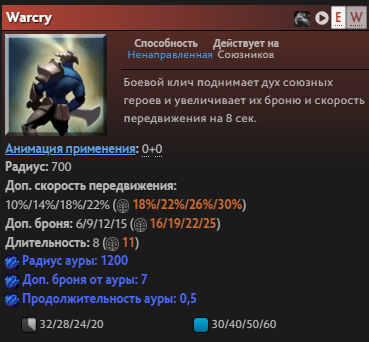 Warcry
E W
Способность Действует на
Ненаправленная Союзников
Боевой клич поднимает дух союзных
героев и увеличивает их броню и скорость
передвижения на 8 сек.
Анимация применения: 0+0
Радиус: 700
Доп. скорость передвижения:
10%/14%/18%/22% (18%/22%/26%/30%)
Доп. броня: 6/9/12/15 (16/19/22/25)
Длительность: 8 (11)
Радиус ауры: 1200
Доп. броня от ауры: 7
Продолжительность ауры: 0,5
32/28/24/20 30/40/50/60